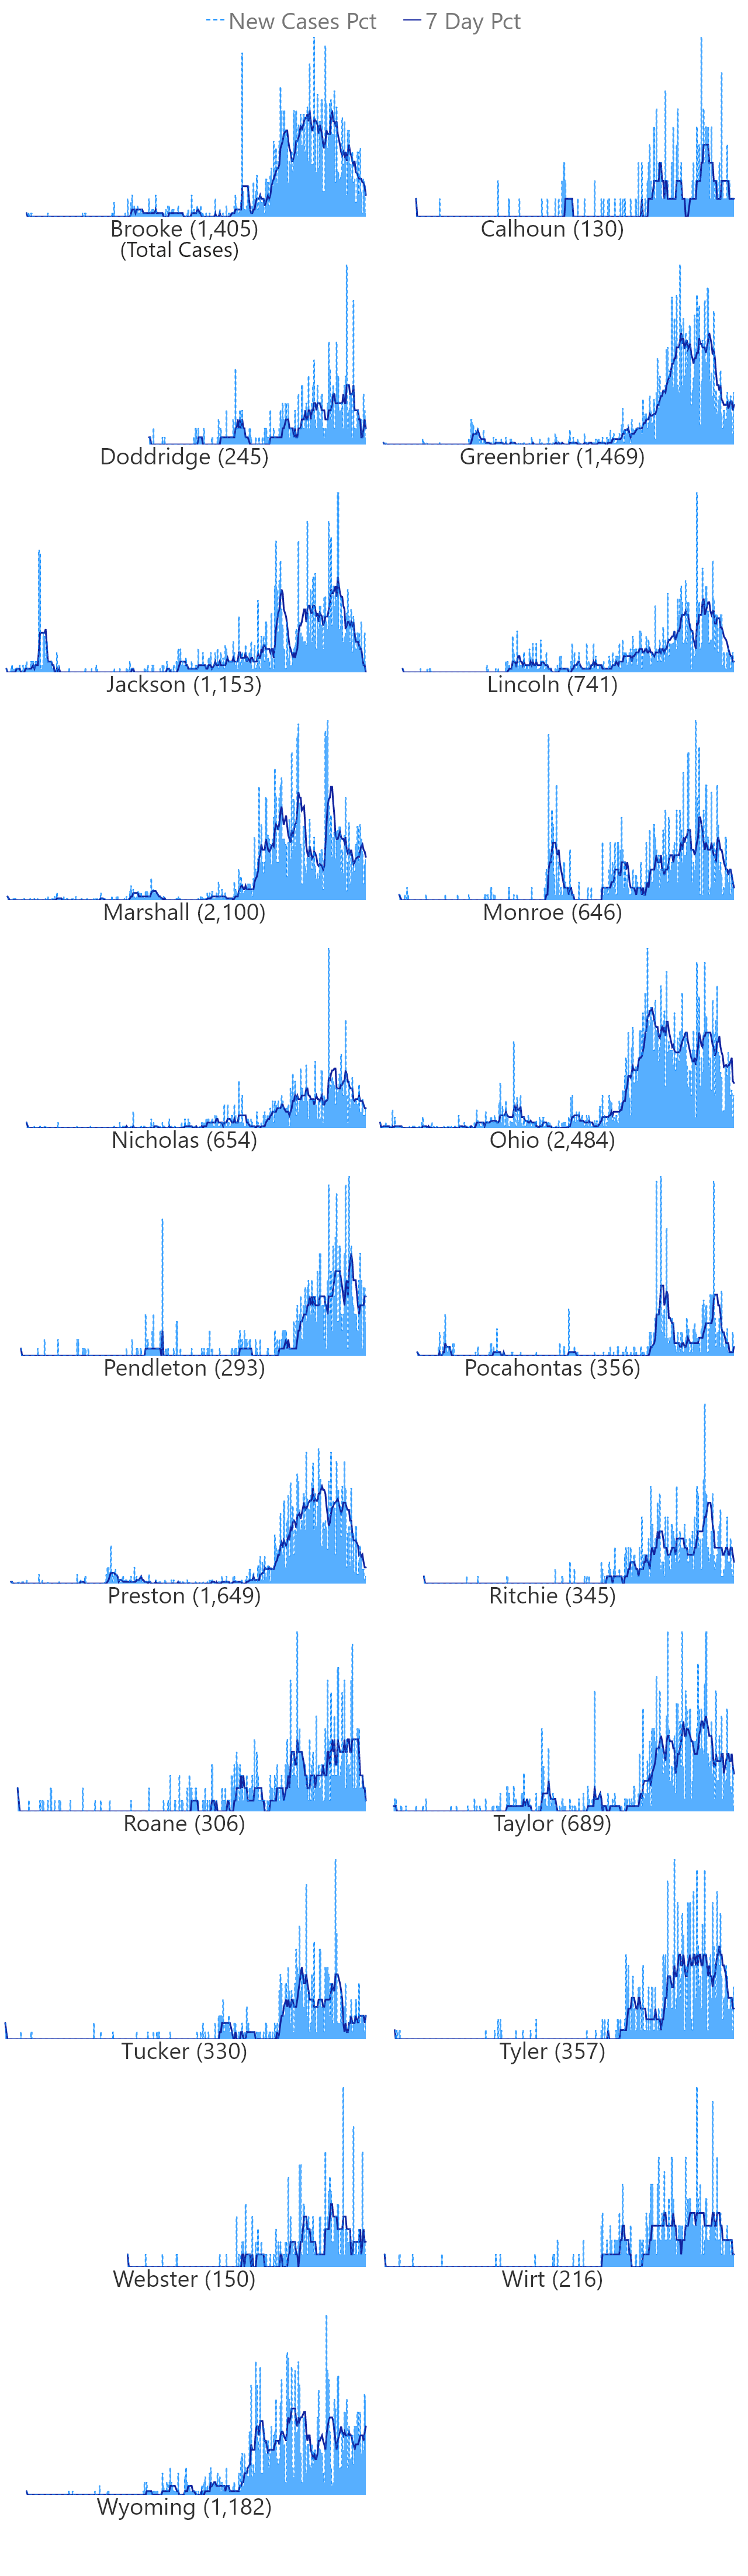 New Cases Pct 7 Day Pct
Brooke (1,405) Calhoun (130)
(Total Cases)
Doddridge (245) Greenbrier (1,469)
Jackson (1,153) Lincoln (741)
Marshall (2,100) Monroe (646)
Nicholas (654) Ohio (2,484)
Pendleton (293) Pocahontas (356)
Preston (1,649) Ritchie (345)
Roane (306) Taylor (689)
Tucker (330) Tyler (357)
Webster (150) Wirt (216)
Wyoming (1,182)